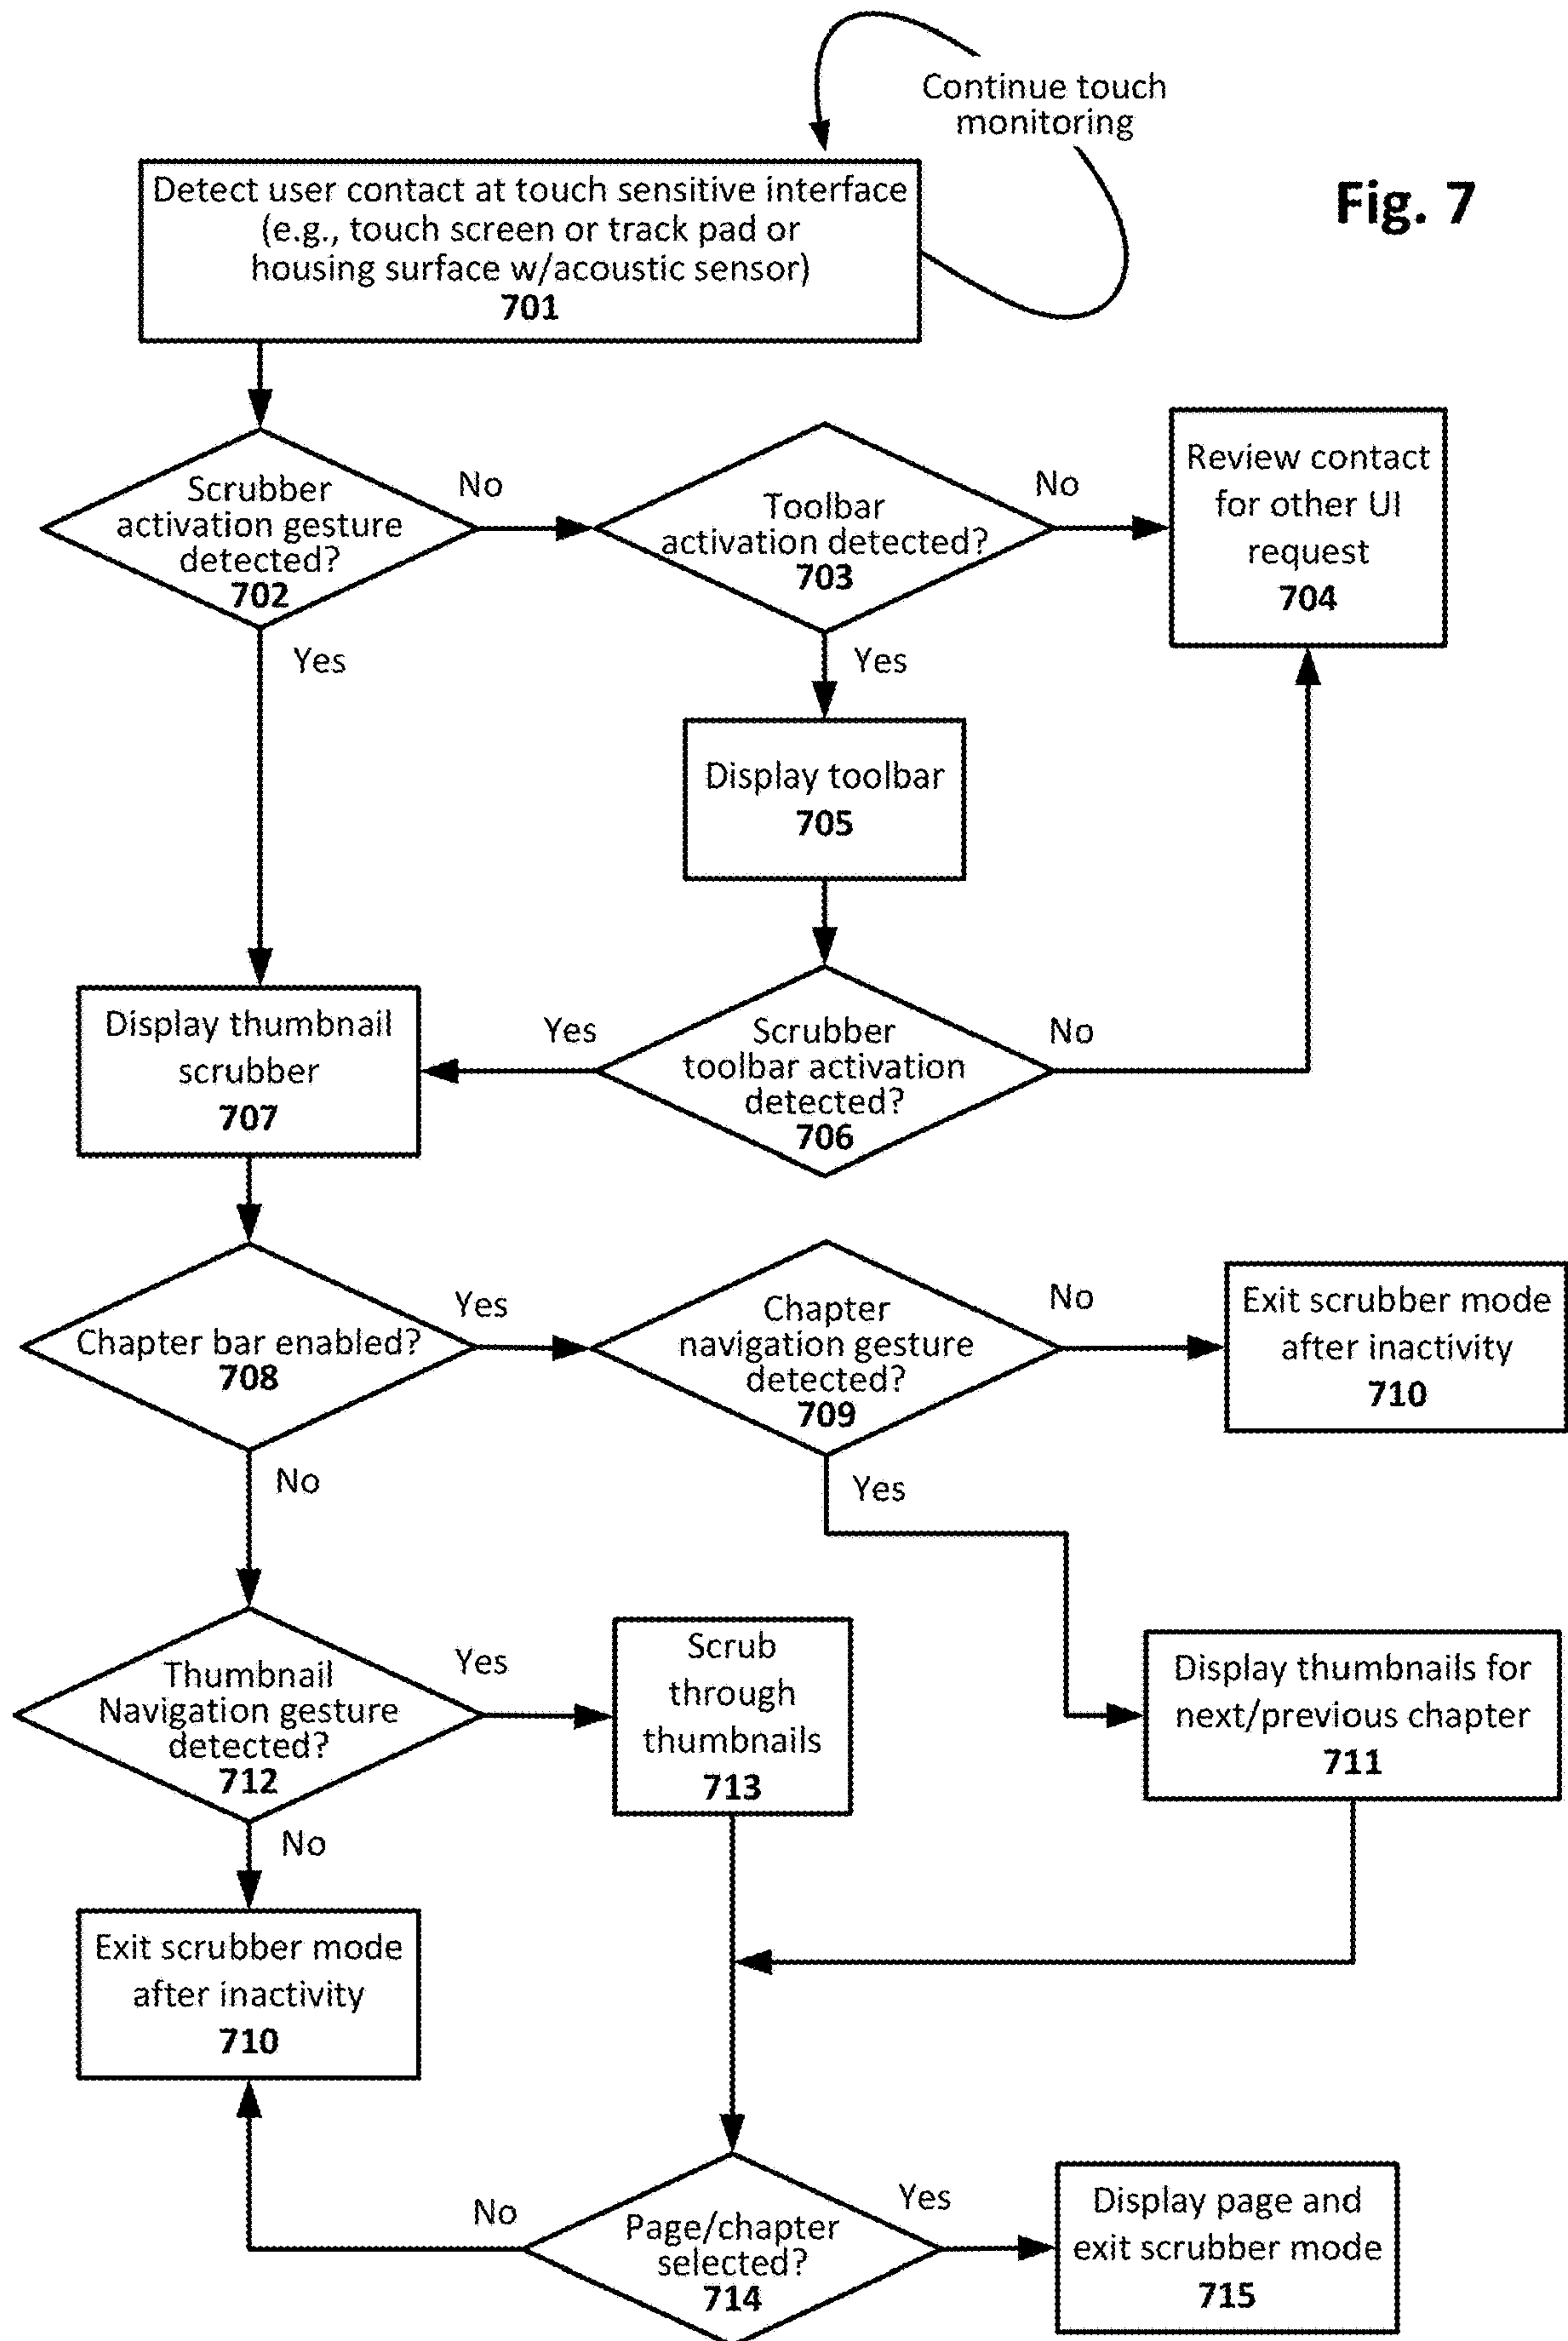 Continue touch
monitoring
Fig. 7
Detect user contact at touch sensitive interface
(e.g., touch screen or track pad or
housing surface w/acoustic sensor)
701
Scrubber
activation gesture
detected?
702
No
Toolbar
activation detected?
703
No
Review contact
for other UI
request
704
Yes
Yes
Display toolbar
705
Display thumbnail
scrubber
707
Yes
Scrubber
toolbar activation
detected?
706
No
Chapter bar enabled?
708
Yes
Chapter
navigation gesture
detected?
709
No
Exit scrubber mode
after inactivity
710
No
Yes
Thumbnail
Navigation gesture
detected?
712
Yes
Scrub
through
thumbnails
713
Display thumbnails for
next/previous chapter
711
No
Exit scrubber mode
after inactivity
710
No
Page/chapter
selected?
714
Yes
Display page and
exit scrubber mode
715